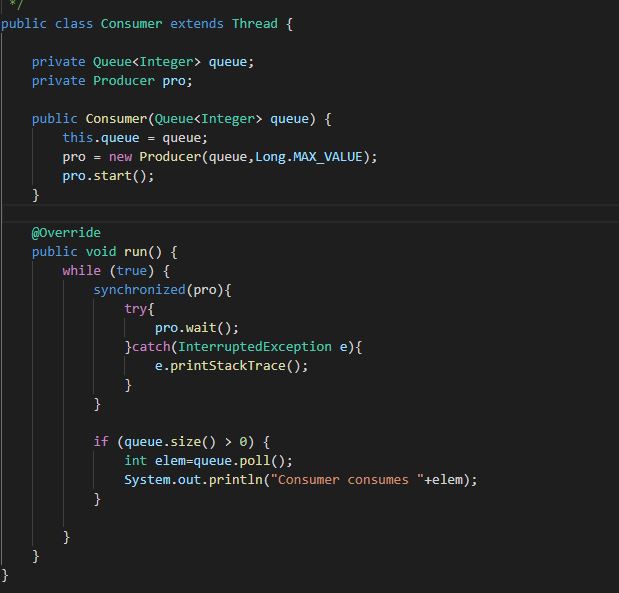 */
public class Consumer extends Thread {
private Queue<Integer> queue;
private Producer pro;
public Consumer(Queue<Integer> queue) {
this.queue = queue;
pro = new Producer(queue,Long.MAX_VALUE);
pro.start();
}
@Override
public void run() {
while (true) {
synchronized(pro){
try{
pro.wait();
}catch(InterruptedException e){
e.printStackTrace();
}
}
if (queue.size() > 0) {
int elem=queue.poll();
System.out.println("Consumer consumes "+elem);
}
}
}
}